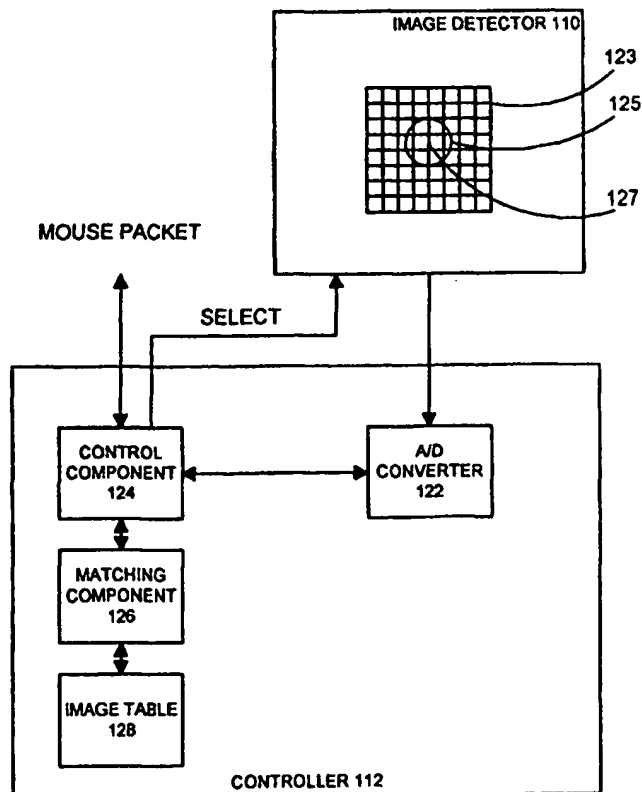 IMAGE DETECTOR 110
123
125
127
MOUSE PACKET
SELECT
CONTROL
COMPONENT
124
A/D
CONVERTER
122
MATCHING
COMPONENT
126
IMAGE TABLE
128
CONTROLLER 112